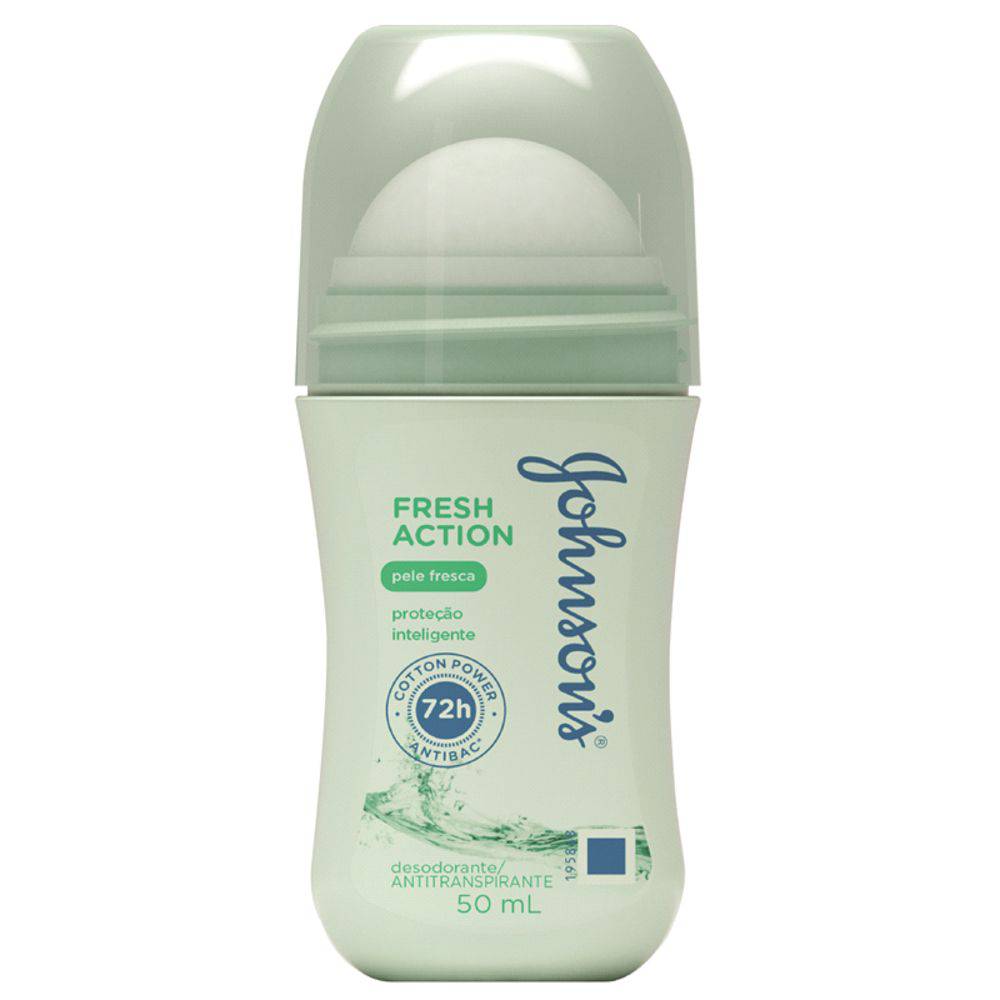 FRESH
ACTION
pele fresca
proteção
inteligente
COTTON POWER
72h
ANTIBAC*
Johnson's®
desodorante/
ANTITRANSPIRANTE
50 mL